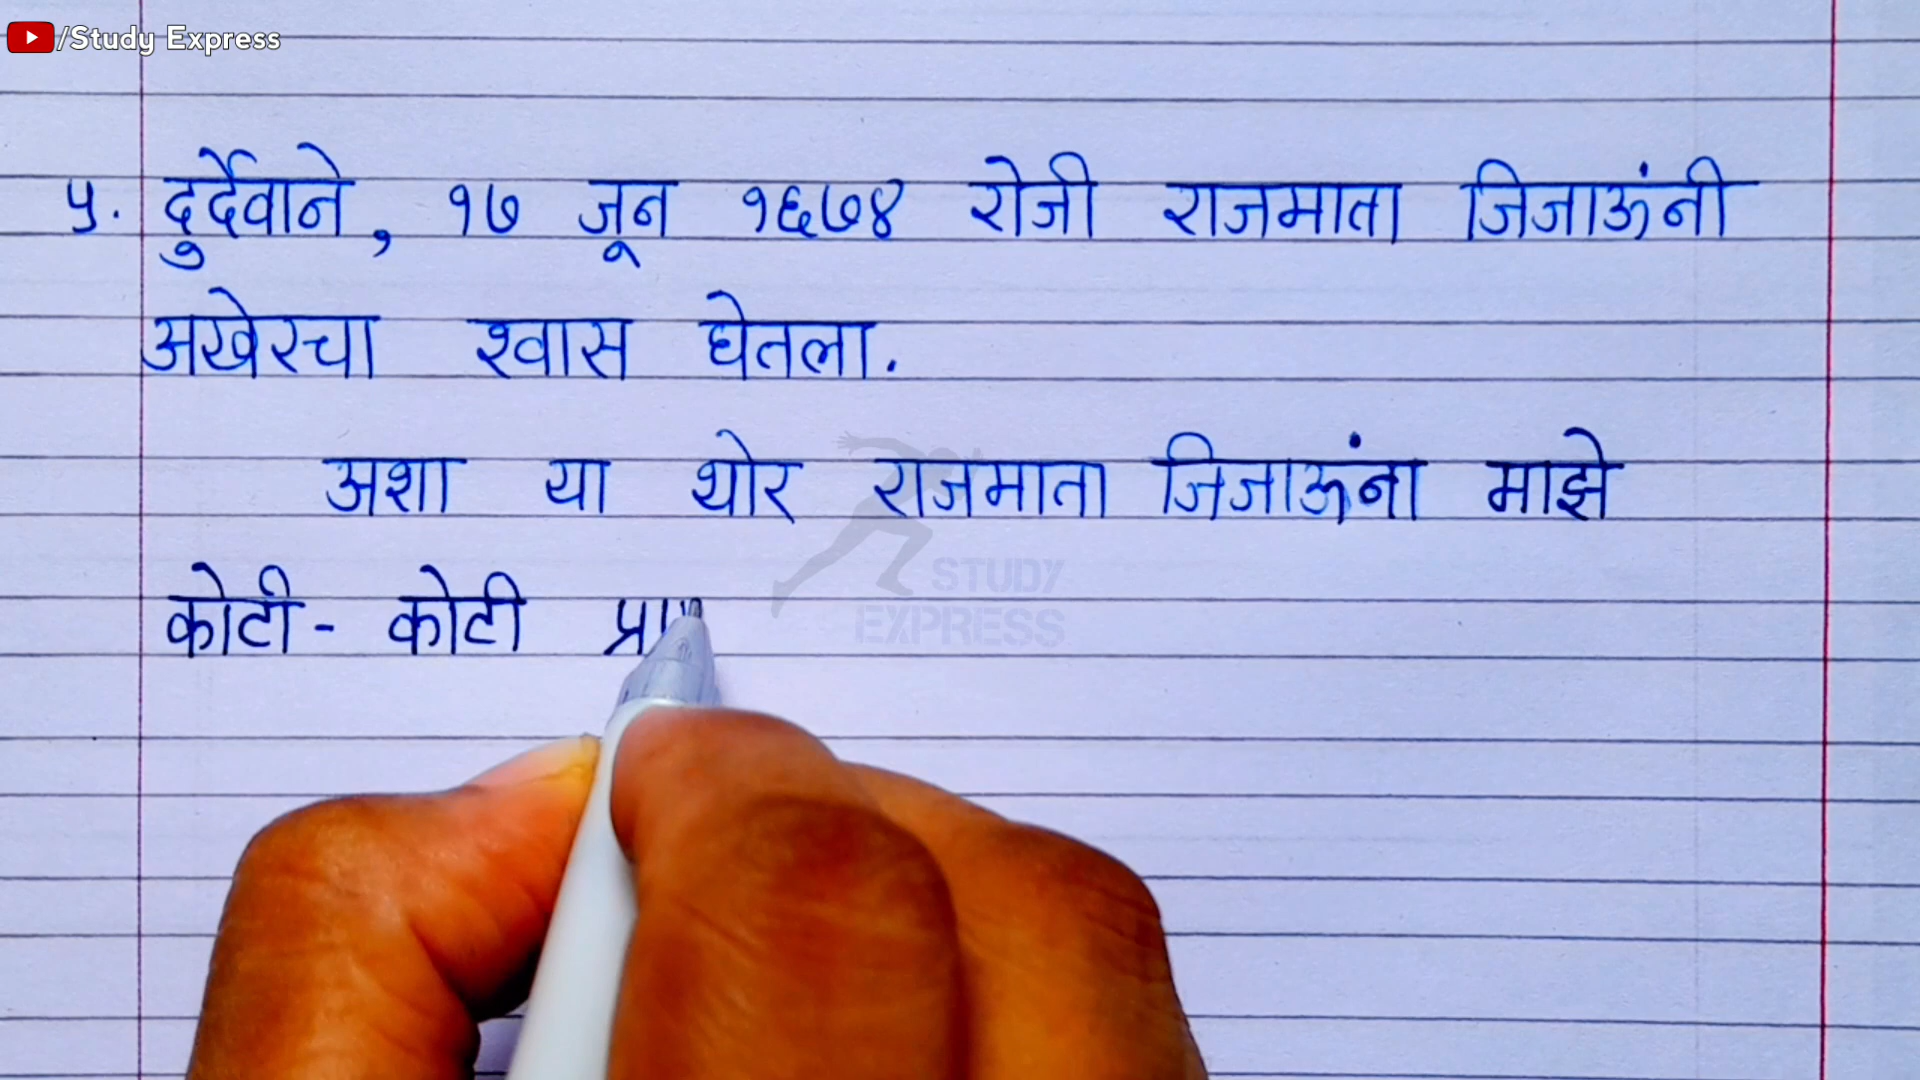 /Study Express
५. दुर्दैवाने, १७ जून १६७४ रोजी राजमाता जिजाऊंनी
अखेरचा श्वास घेतला.
अशा या थोर राजमाता जिजाऊंना माझे
कोटी - कोटी
STUDY
EXPRESS